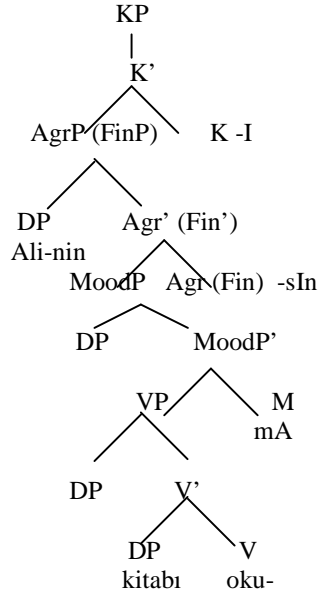 KP
K’
AgrP (FinP) K -I
DP Agr’ (Fin’)
Ali-nin
MoodP Agr (Fin) -sIn
DP MoodP’
VP M
mA
DP V’
DP V
kitabı oku-